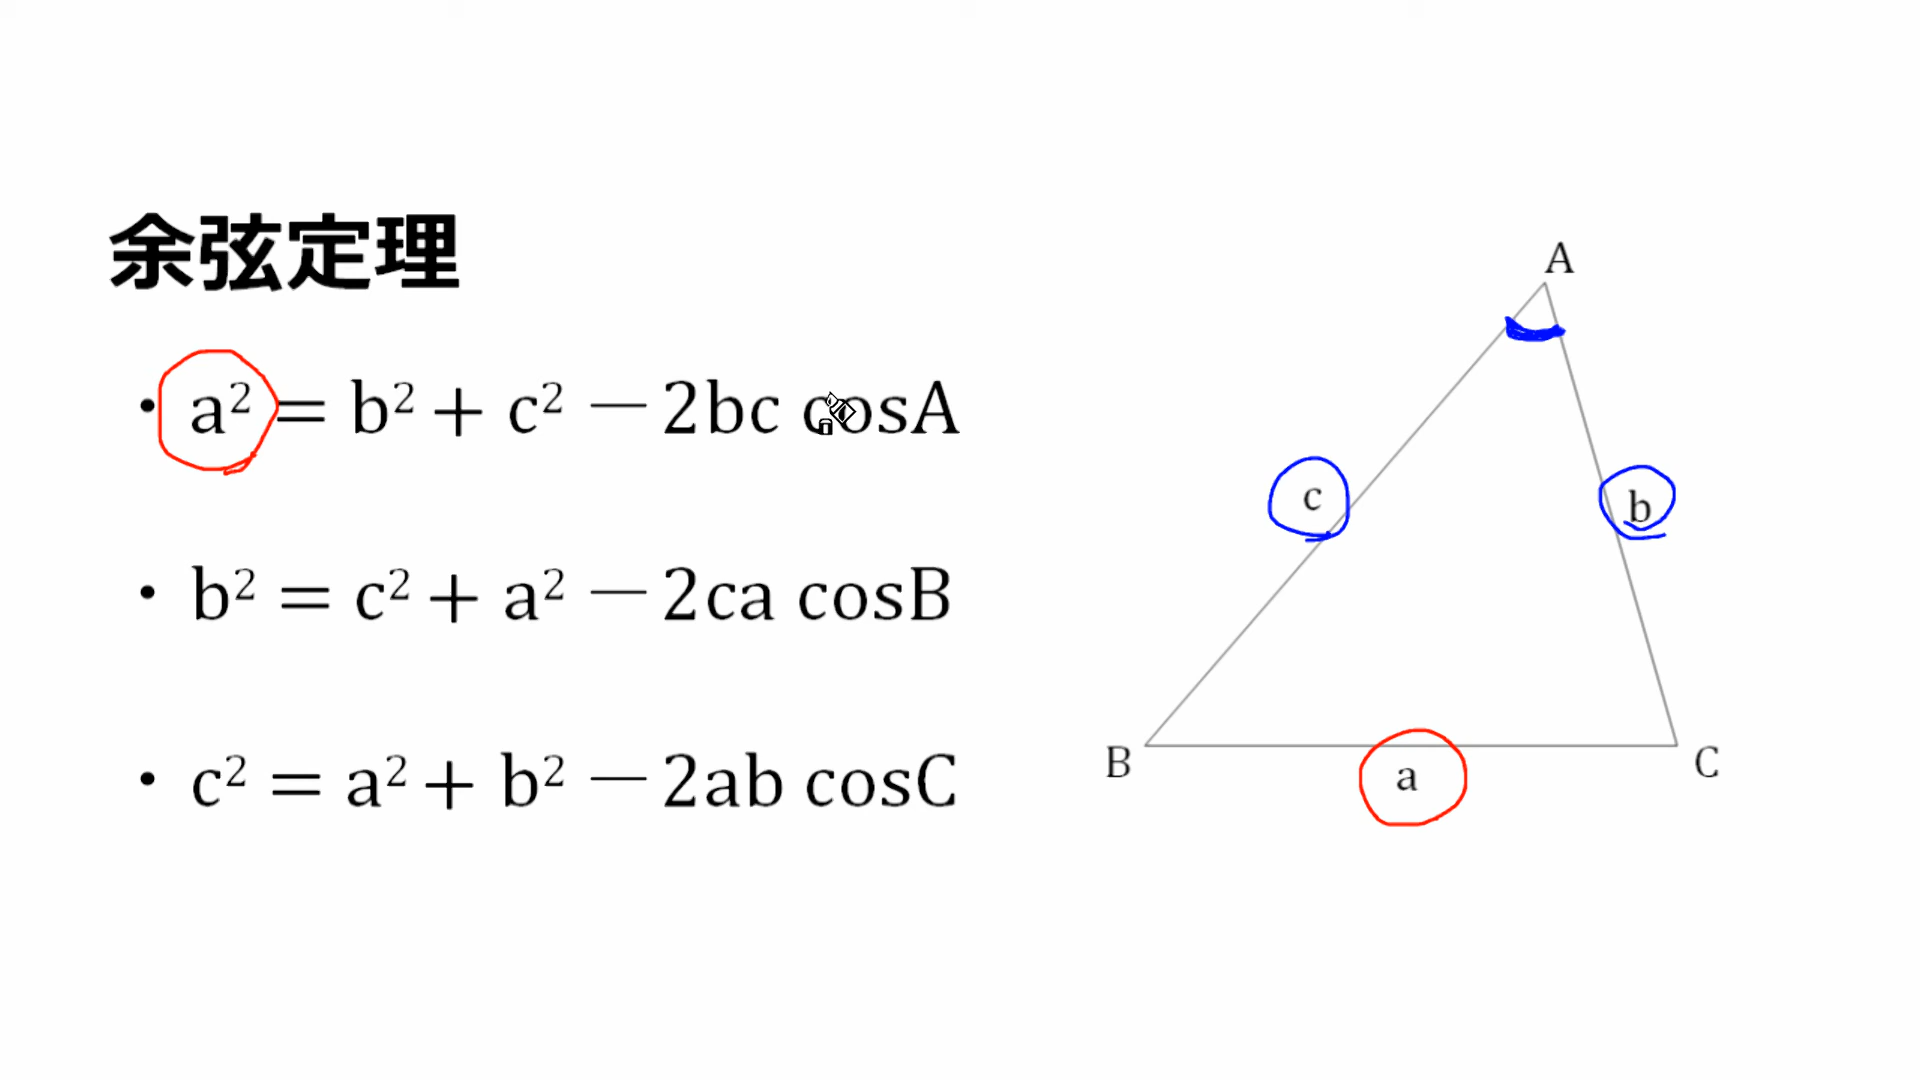 余弦定理
・a² = b² + c² －2bc cosA
・b² = c² + a² －2ca cosB
・c² = a² + b² －2ab cosC
A
c
b
B
a
C